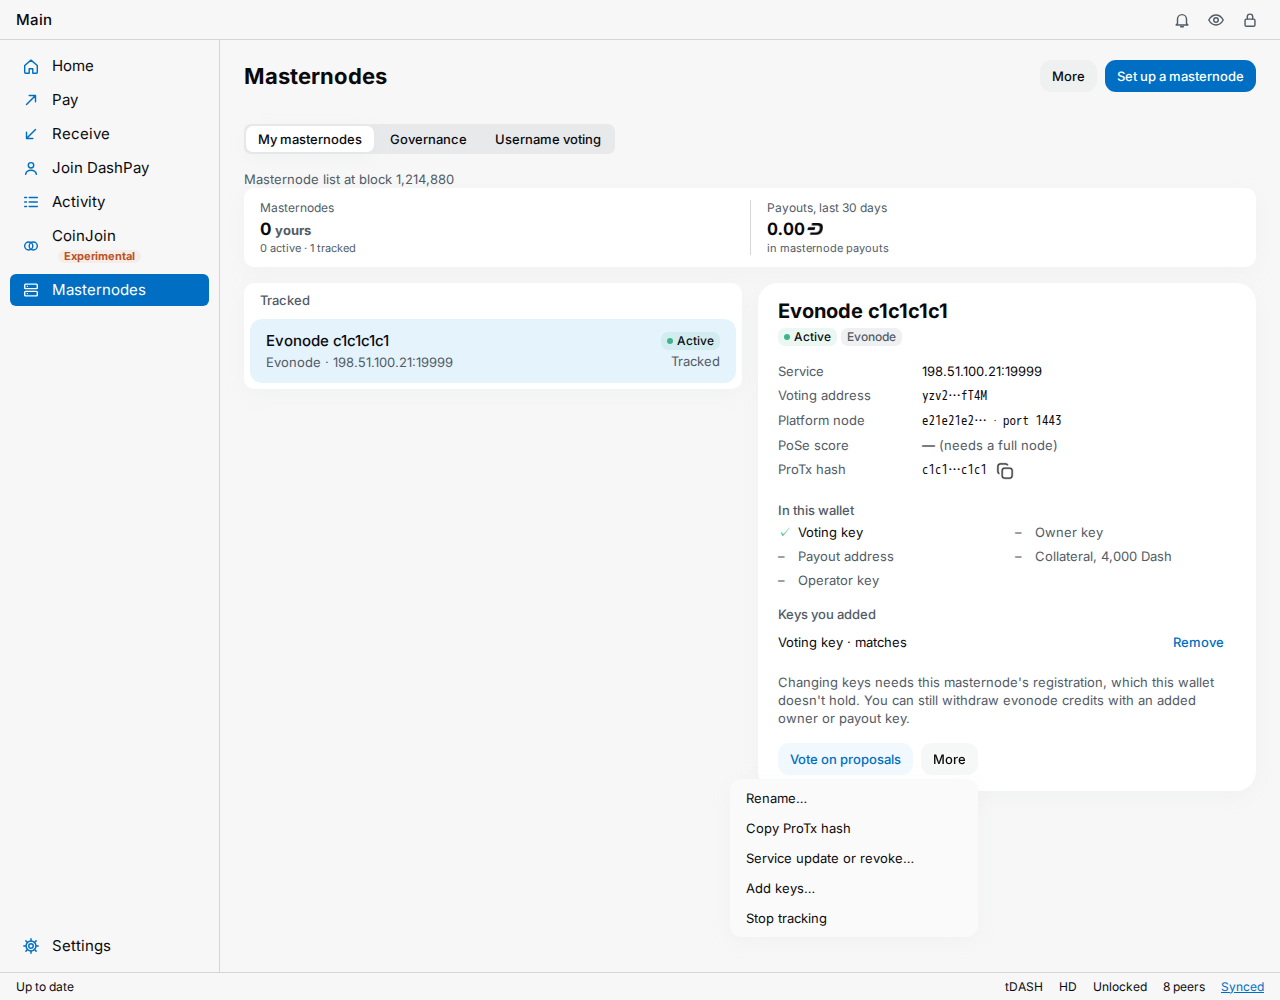 Main
Home
Pay
Receive
Join DashPay
Activity
CoinJoin
Experimental
Masternodes
Settings
Masternodes
More
Set up a masternode
My masternodes
Governance
Username voting
Masternode list at block 1,214,880
Masternodes
0 yours
0 active · 1 tracked
Payouts, last 30 days
0.00
in masternode payouts
Tracked
Evonode c1c1c1c1
Active
Evonode · 198.51.100.21:19999
Tracked
Evonode c1c1c1c1
Active
Evonode
Service 198.51.100.21:19999
Voting address yzv2···fT4M
Platform node e21e21e2··· · port 1443
PoSe score — (needs a full node)
ProTx hash c1c1···c1c1
In this wallet
✓ Voting key
– Owner key
– Payout address
– Collateral, 4,000 Dash
– Operator key
Keys you added
Voting key · matches
Remove
Changing keys needs this masternode's registration, which this wallet
doesn't hold. You can still withdraw evonode credits with an added
owner or payout key.
Vote on proposals
More
Rename...
Copy ProTx hash
Service update or revoke...
Add keys...
Stop tracking
Up to date
tDASH
HD
Unlocked
8 peers
Synced